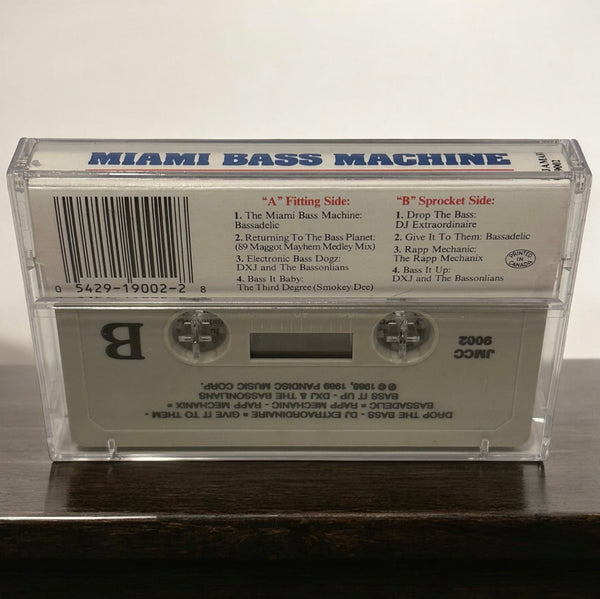 MIAMI BASS MACHINE
JAMAR
9002
"A" Fitting Side:
1. The Miami Bass Machine:
Bassadelic
2. Returning To The Bass Planet:
(89 Maggot Mayhem Medley Mix)
3. Electronic Bass Dogz:
DXJ and The Bassonlians
4. Bass It Baby:
The Third Degree (Smokey Dee)
"B" Sprocket Side:
1. Drop The Bass:
DJ Extraordinaire
2. Give It To Them: Bassadelic
3. Rapp Mechanic:
The Rapp Mechanix
4. Bass It Up:
DXJ and The Bassonlians
PRINTED
IN
CANADA
0 5429-19002-2 8
B
JMCC
9002
DROP THE BASS - DJ EXTRAORDINAIRE = GIVE IT TO THEM -
BASSADELIC = RAPP MECHANIC - RAPP MECHANIX =
BASS IT UP - DXJ & THE BASSONLIANS
© 1988, 1986 PANDISC MUSIC CORP.